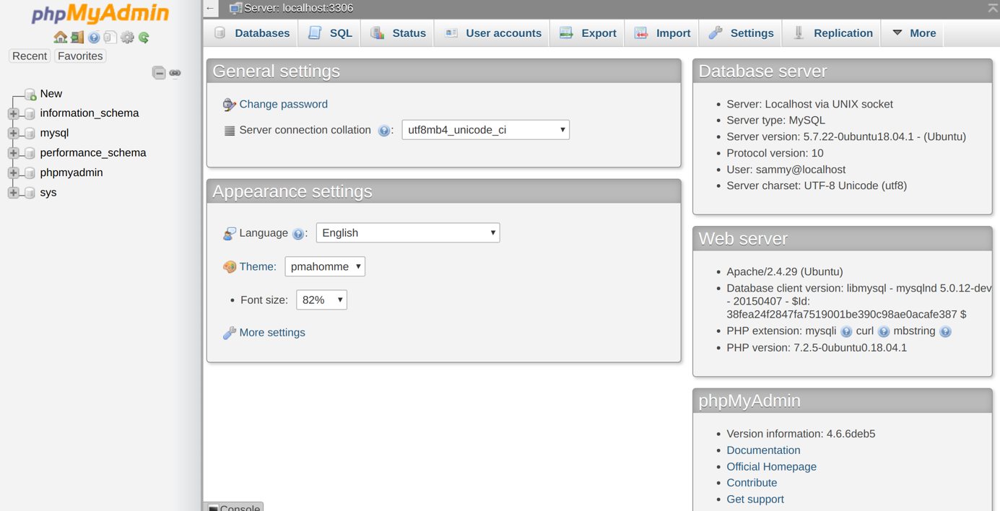 phpMyAdmin
Recent Favorites
New
information_schema
mysql
performance_schema
phpmyadmin
sys
← Server: localhost:3306
Databases SQL Status User accounts Export Import Settings Replication More
General settings
Change password
Server connection collation : utf8mb4_unicode_ci
Appearance settings
Language : English
Theme: pmahomme
• Font size: 82%
More settings
Database server
• Server: Localhost via UNIX socket
• Server type: MySQL
• Server version: 5.7.22-0ubuntu18.04.1 - (Ubuntu)
• Protocol version: 10
• User: sammy@localhost
• Server charset: UTF-8 Unicode (utf8)
Web server
• Apache/2.4.29 (Ubuntu)
• Database client version: libmysql - mysqlnd 5.0.12-dev
- 20150407 - $Id:
38fea24f2847fa7519001be390c98ae0acafe387 $
• PHP extension: mysqli curl mbstring
• PHP version: 7.2.5-0ubuntu0.18.04.1
phpMyAdmin
• Version information: 4.6.6deb5
• Documentation
• Official Homepage
• Contribute
• Get support
Console